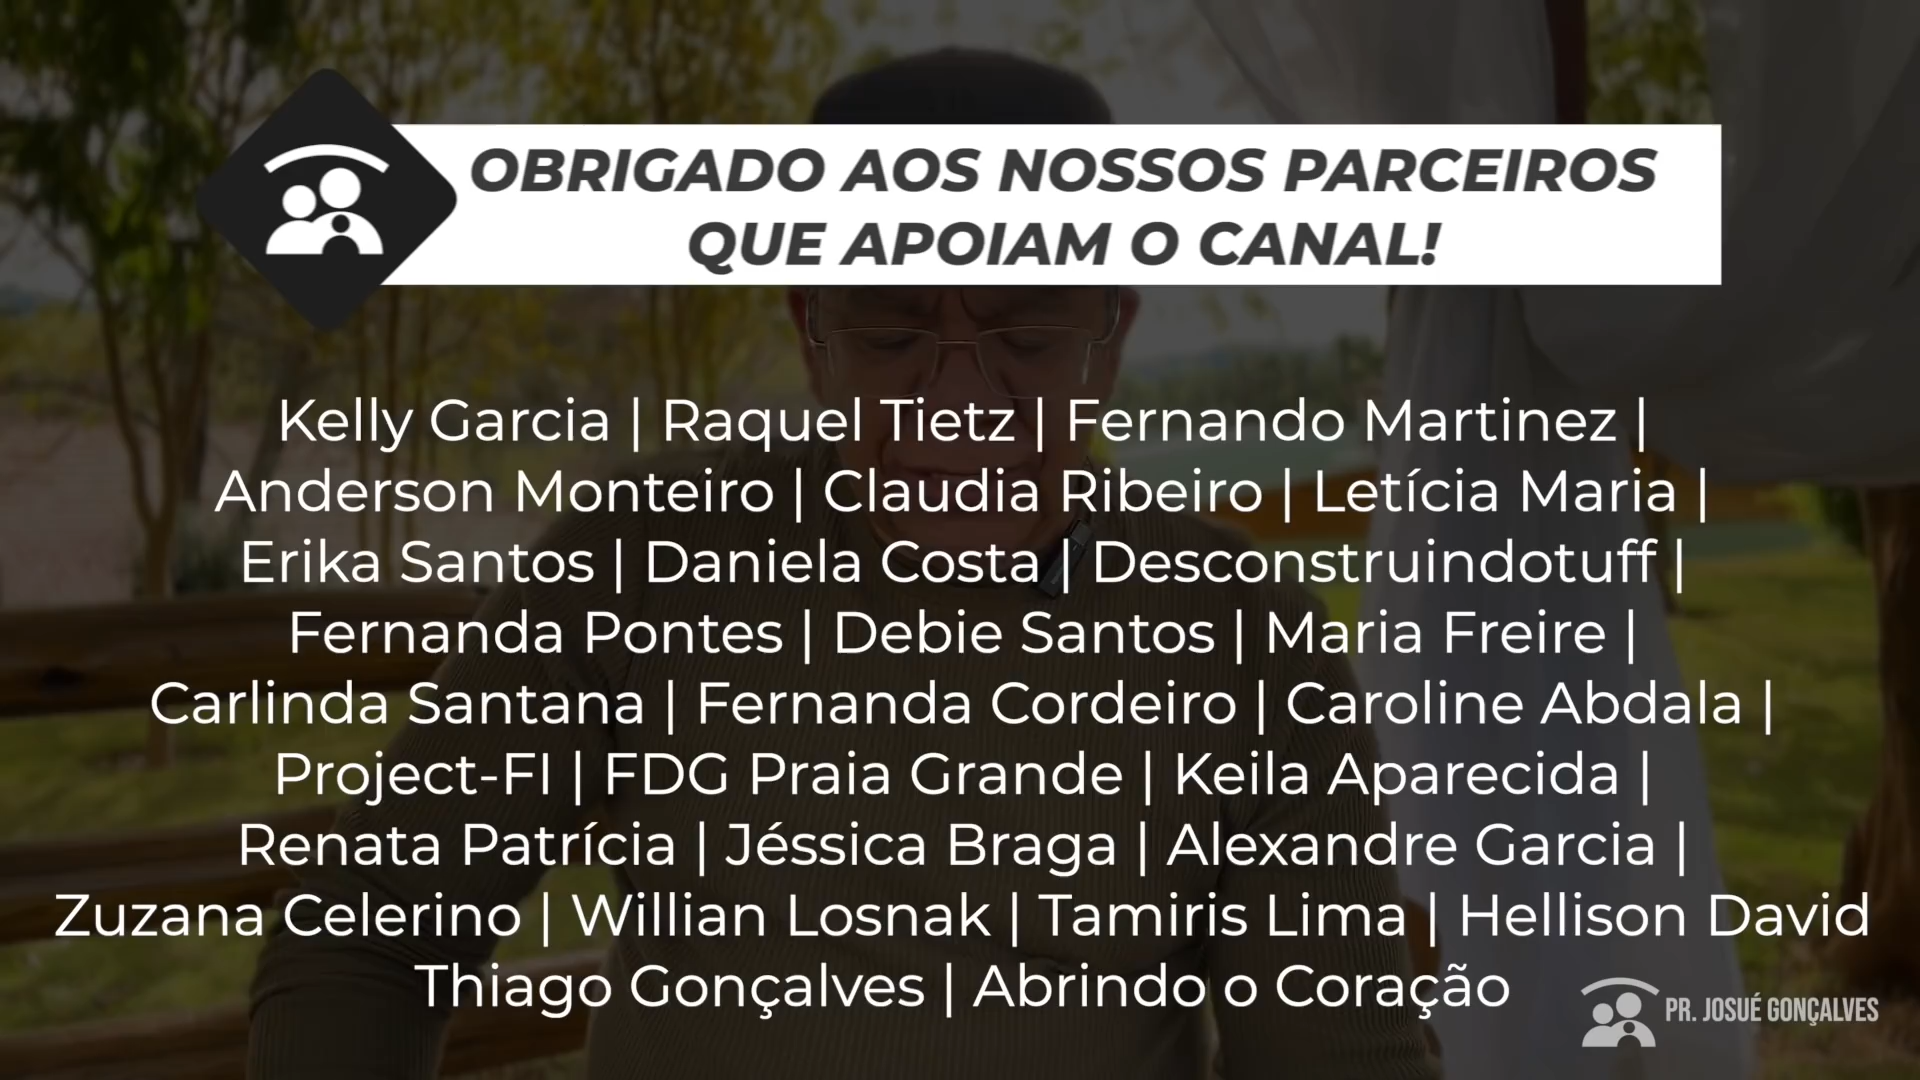 OBRIGADO AOS NOSSOS PARCEIROS
QUE APOIAM O CANAL!
Kelly Garcia | Raquel Tietz | Fernando Martinez |
Anderson Monteiro | Claudia Ribeiro | Letícia Maria |
Erika Santos | Daniela Costa | Desconstruindotuff |
Fernanda Pontes | Debie Santos | Maria Freire |
Carlinda Santana | Fernanda Cordeiro | Caroline Abdala |
Project-FI | FDG Praia Grande | Keila Aparecida |
Renata Patrícia | Jéssica Braga | Alexandre Garcia |
Zuzana Celerino | Willian Losnak | Tamiris Lima | Hellison David
Thiago Gonçalves | Abrindo o Coração
PR. JOSUÉ GONÇALVES